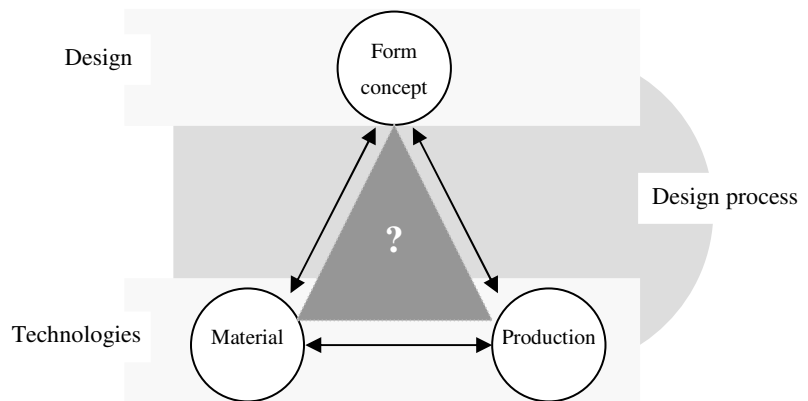 Form
concept
Design
Design process
?
Technologies
Material
Production